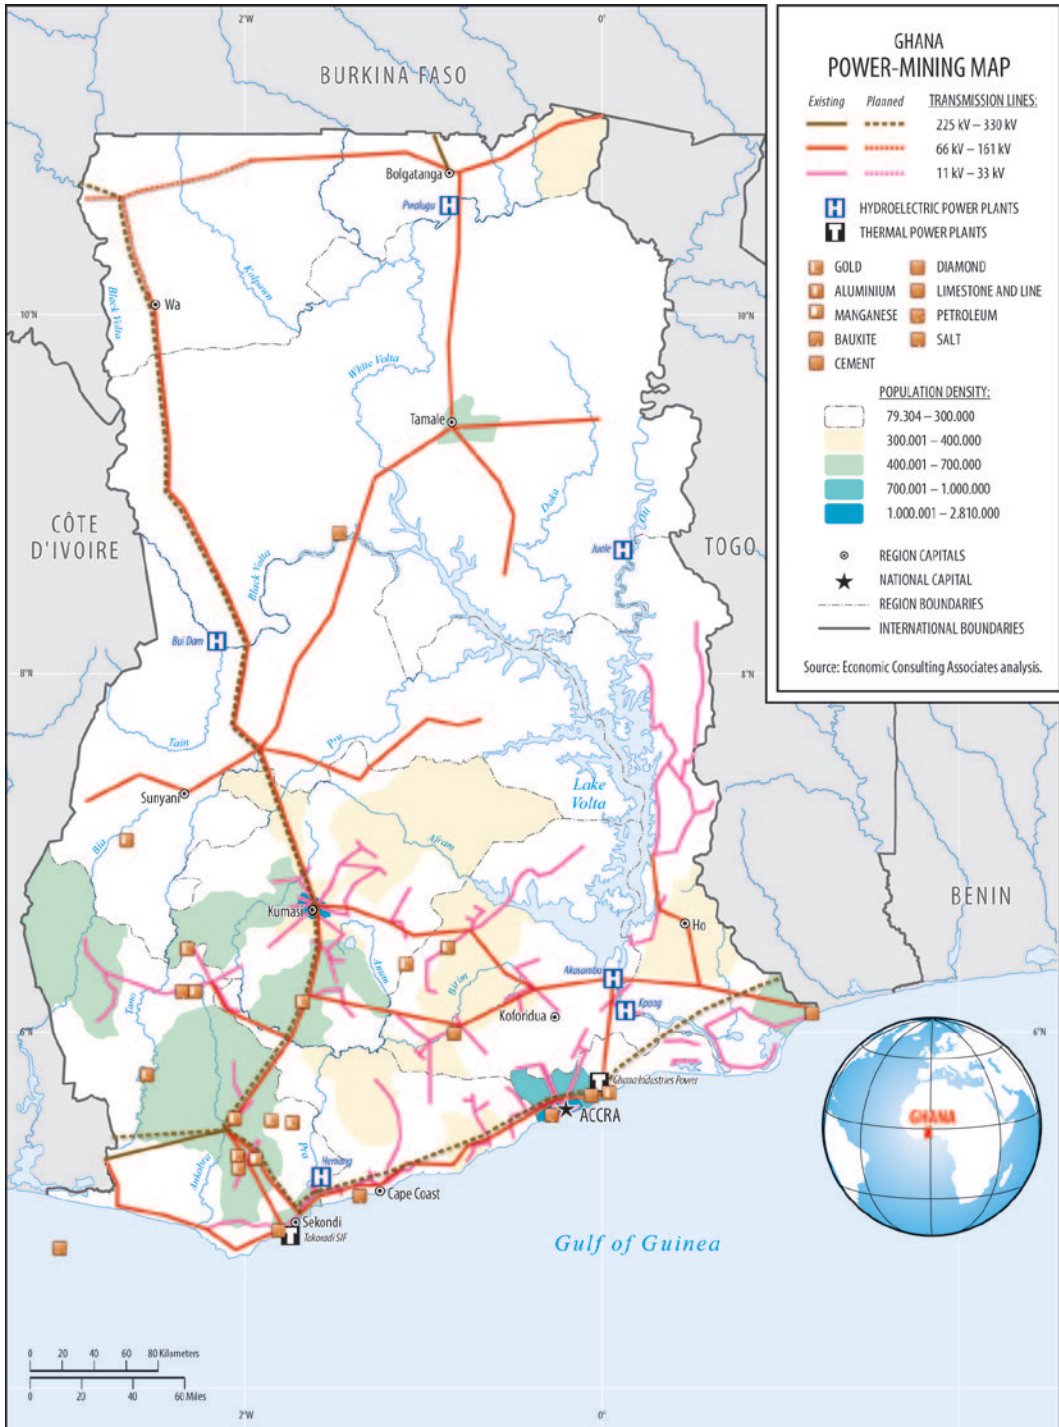 2°W
0°
BURKINA FASO
GHANA
POWER-MINING MAP
Existing
Planned
TRANSMISSION LINES:
225 kV – 330 kV
66 kV – 161 kV
11 kV – 33 kV
HYDROELECTRIC POWER PLANTS
THERMAL POWER PLANTS
GOLD
DIAMOND
ALUMINIUM
LIMESTONE AND LINE
MANGANESE
PETROLEUM
BAUXITE
SALT
CEMENT
POPULATION DENSITY:
79.304 – 300.000
300.001 – 400.000
400.001 – 700.000
700.001 – 1.000.000
1.000.001 – 2.810.000
REGION CAPITALS
NATIONAL CAPITAL
REGION BOUNDARIES
INTERNATIONAL BOUNDARIES
Source: Economic Consulting Associates analysis.
Bolgatanga
Pwalugu
H
Kolpawn
Black Volta
Wa
10°N
10°N
White Volta
Tamale
CÔTE
D'IVOIRE
Daka
Oti
Juale
H
TOGO
Black Volta
Bui Dam
H
8°N
8°N
Tain
Pru
Sunyani
Lake
Volta
Bia
Afram
Kumasi
Ho
BENIN
Anum
Birim
Akosombo
H
Kpong
H
Tano
Koforidua
6°N
6°N
T
Ghana Industries Power
ACCRA
GHANA
Pra
Hemang
H
Ankobra
Cape Coast
Sekondi
T
Takoradi SIF
Gulf of Guinea
0 20 40 60 80 Kilometers
0 20 40 60 Miles
2°W
0°